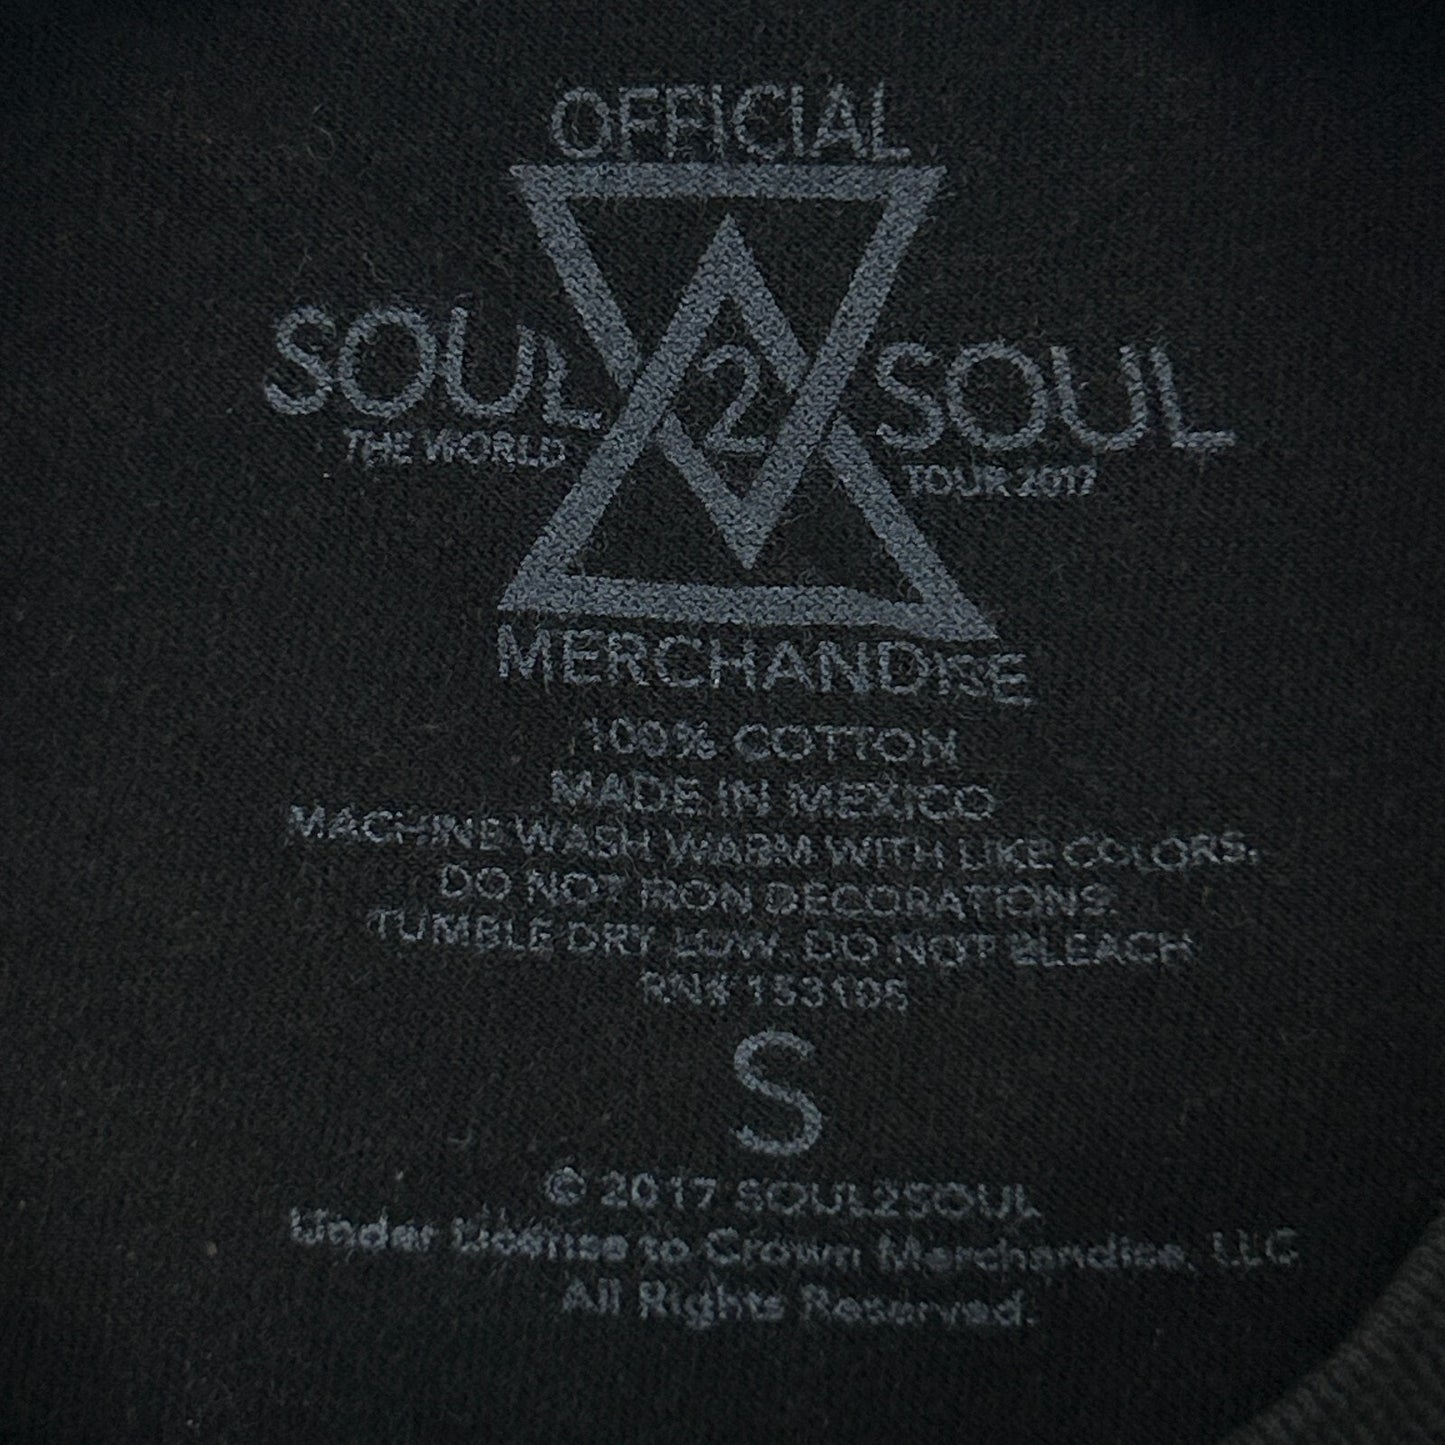 OFFICIAL
SOUL 2 SOUL
THE WORLD TOUR 2017
MERCHANDISE
100% COTTON
MADE IN MEXICO
MACHINE WASH WARM WITH LIKE COLORS.
DO NOT IRON DECORATIONS.
TUMBLE DRY LOW. DO NOT BLEACH
RN# 153105
S
© 2017 SOUL2SOUL
Under License to Crown Merchandise, LLC
All Rights Reserved.